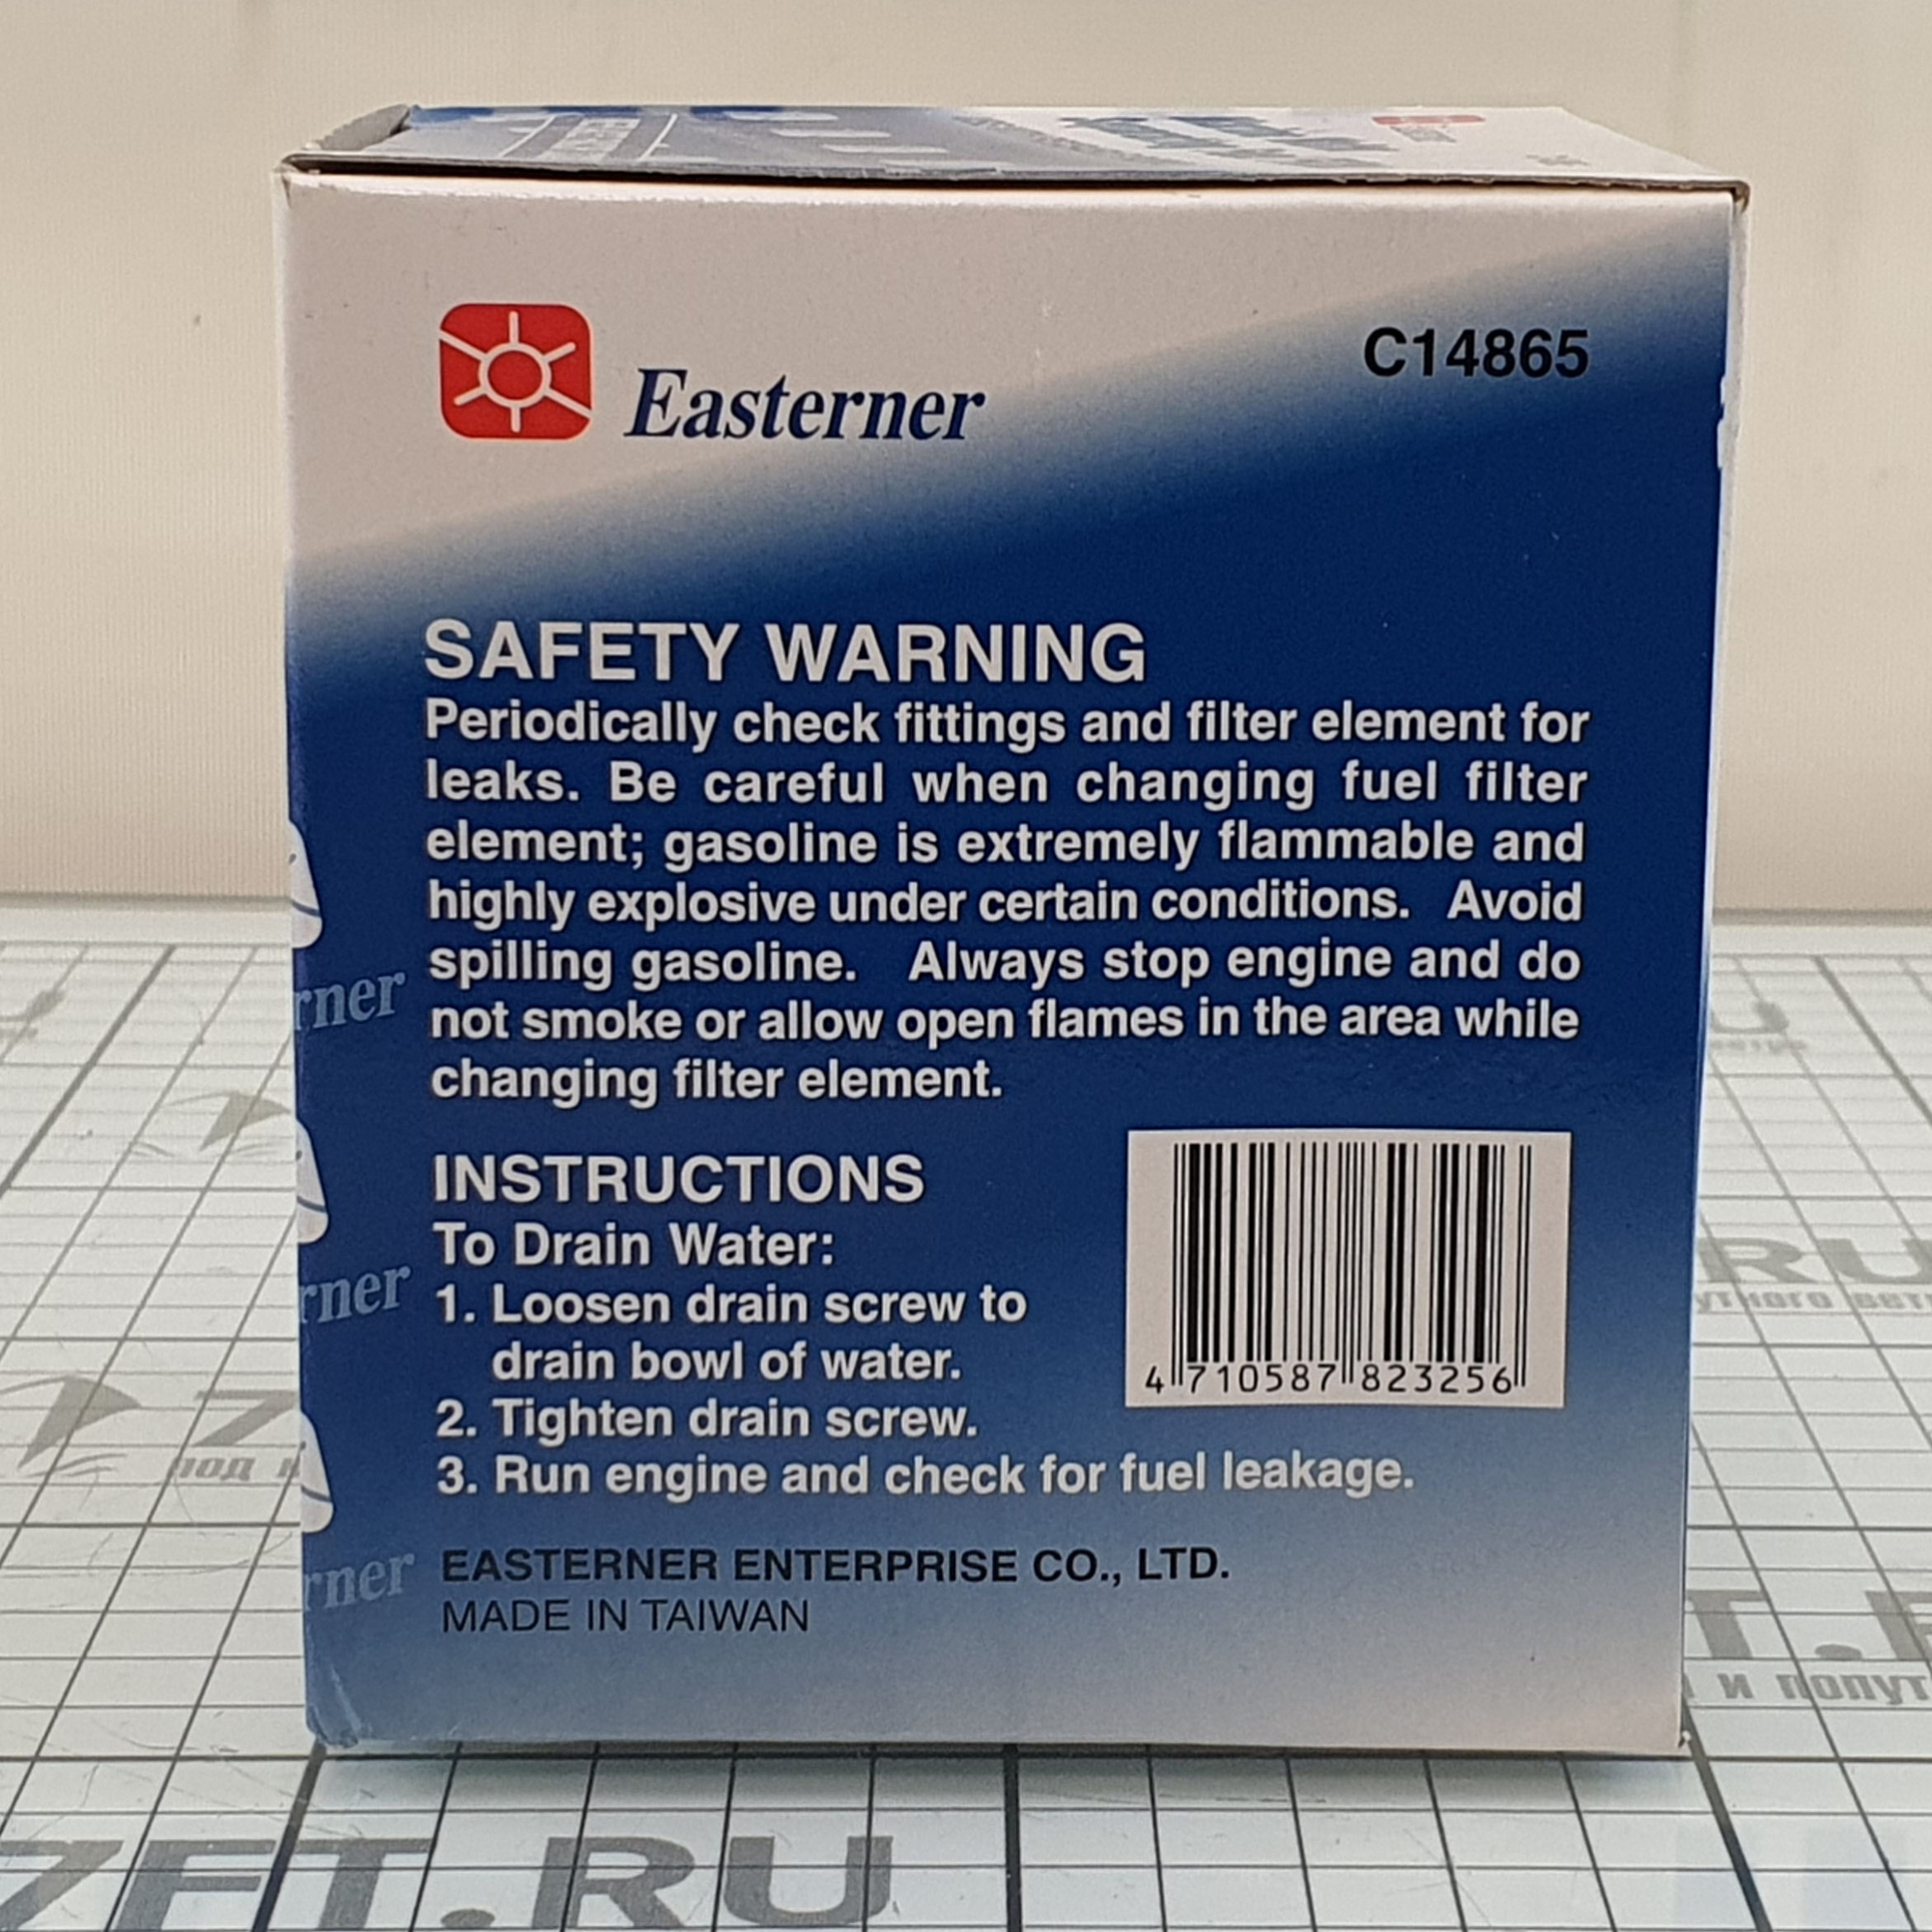 Easterner
C14865
SAFETY WARNING
Periodically check fittings and filter element for
leaks. Be careful when changing fuel filter
element; gasoline is extremely flammable and
highly explosive under certain conditions. Avoid
spilling gasoline. Always stop engine and do
not smoke or allow open flames in the area while
changing filter element.
INSTRUCTIONS
To Drain Water:
1. Loosen drain screw to
drain bowl of water.
2. Tighten drain screw.
3. Run engine and check for fuel leakage.
4 710587 823256
EASTERNER ENTERPRISE CO., LTD.
MADE IN TAIWAN
rner
rner
rner
ZET.RU